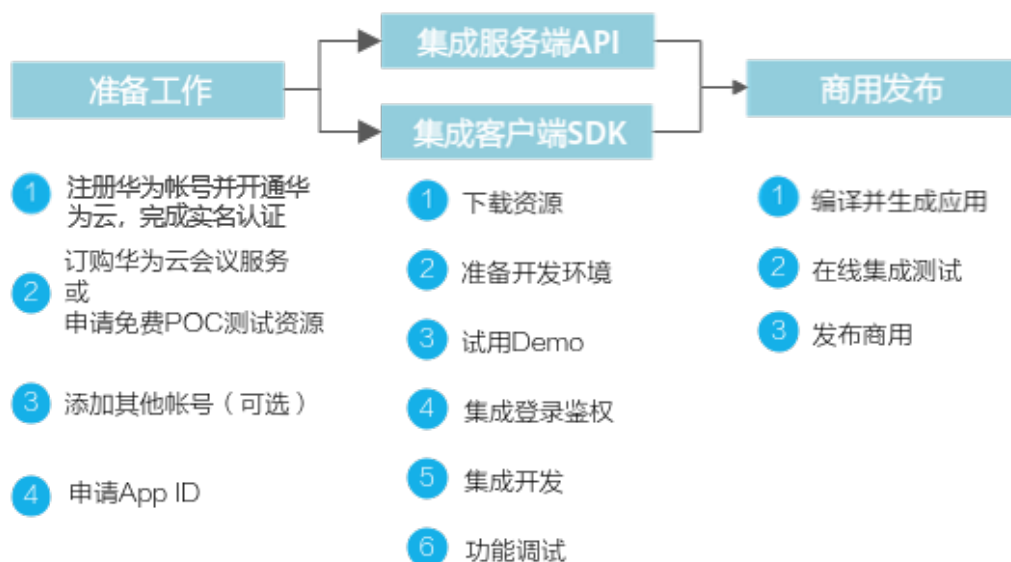 准备工作
集成服务端API
集成客户端SDK
商用发布
1 注册华为帐号并开通华
为云，完成实名认证
2 订购华为云会议服务
或
申请免费POC测试资源
3 添加其他帐号（可选）
4 申请App ID
1 下载资源
2 准备开发环境
3 试用Demo
4 集成登录鉴权
5 集成开发
6 功能调试
1 编译并生成应用
2 在线集成测试
3 发布商用